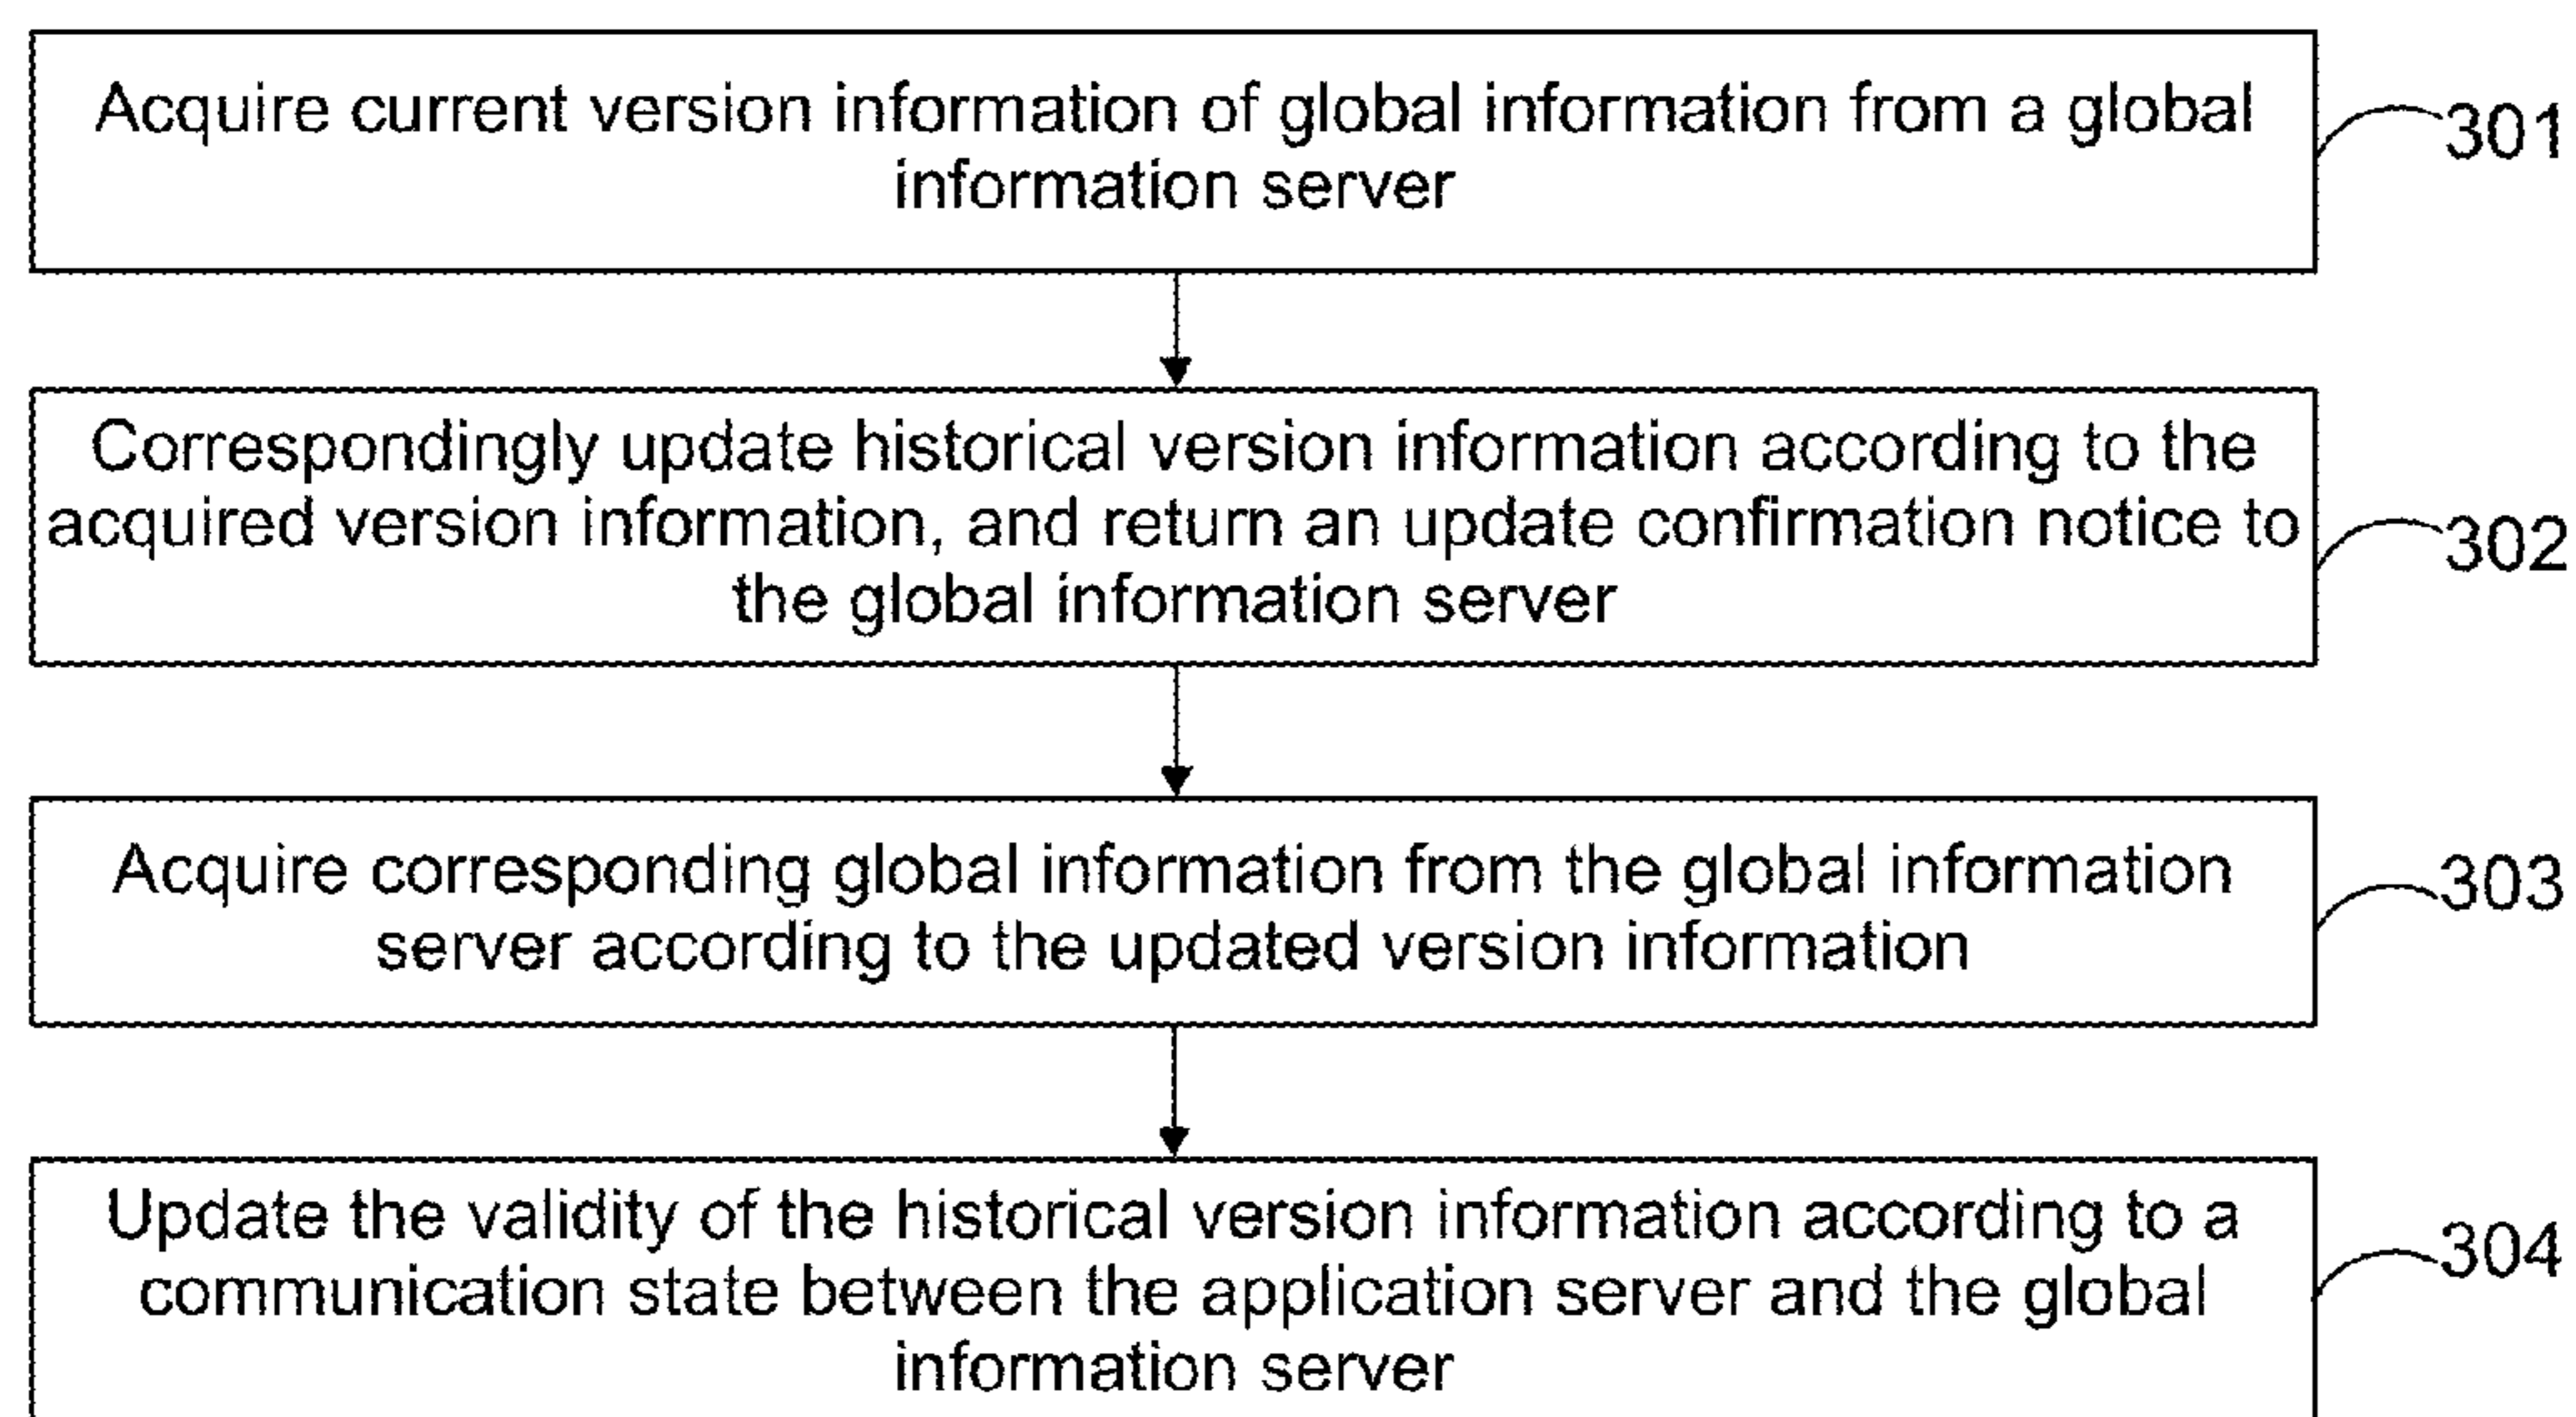 Acquire current version information of global information from a global
information server
301
Correspondingly update historical version information according to the
acquired version information, and return an update confirmation notice to
the global information server
302
Acquire corresponding global information from the global information
server according to the updated version information
303
Update the validity of the historical version information according to a
communication state between the application server and the global
information server
304